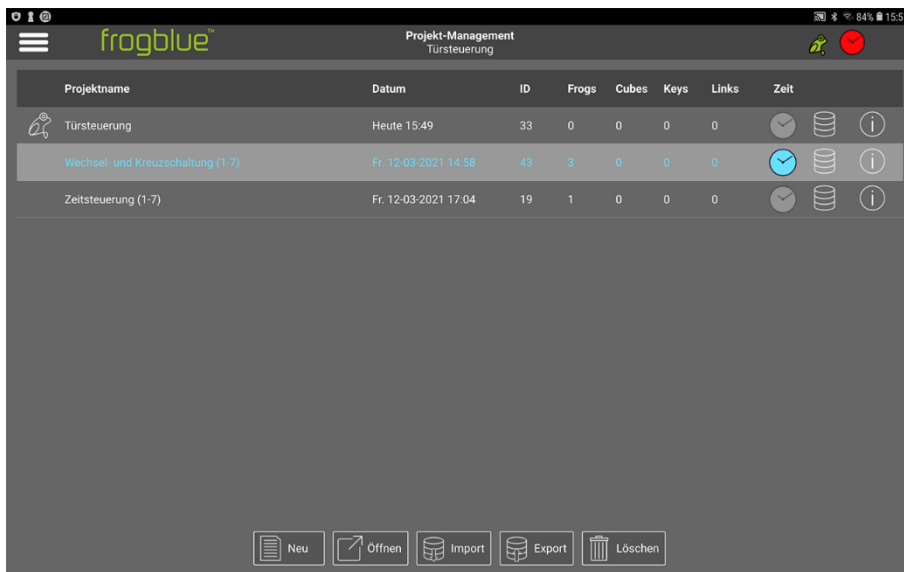 84% 15:5
frogblue™
Projekt-Management
Türsteuerung
Projektname Datum ID Frogs Cubes Keys Links Zeit
Türsteuerung Heute 15:49 33 0 0 0 0
Wechsel- und Kreuzschaltung (1-7) Fr. 12-03-2021 14:58 43 3 0 0 0
Zeitsteuerung (1-7) Fr. 12-03-2021 17:04 19 1 0 0 0
Neu Öffnen Import Export Löschen